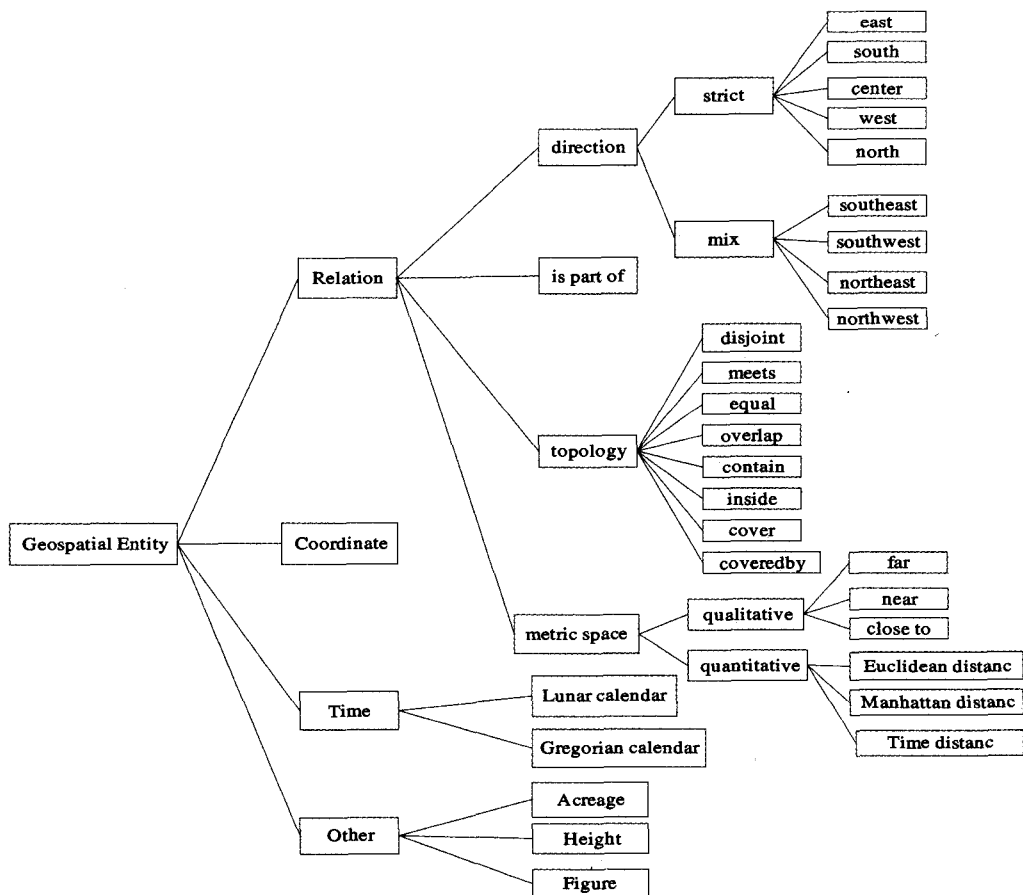 east
south
center
west
north
strict
direction
southeast
southwest
northeast
northwest
mix
Relation
is part of
disjoint
meets
equal
overlap
contain
inside
cover
coveredby
topology
Geospatial Entity
Coordinate
far
near
close to
qualitative
metric space
quantitative
Euclidean distanc
Manhattan distanc
Time distanc
Time
Lunar calendar
Gregorian calendar
Other
Acreage
Height
Figure